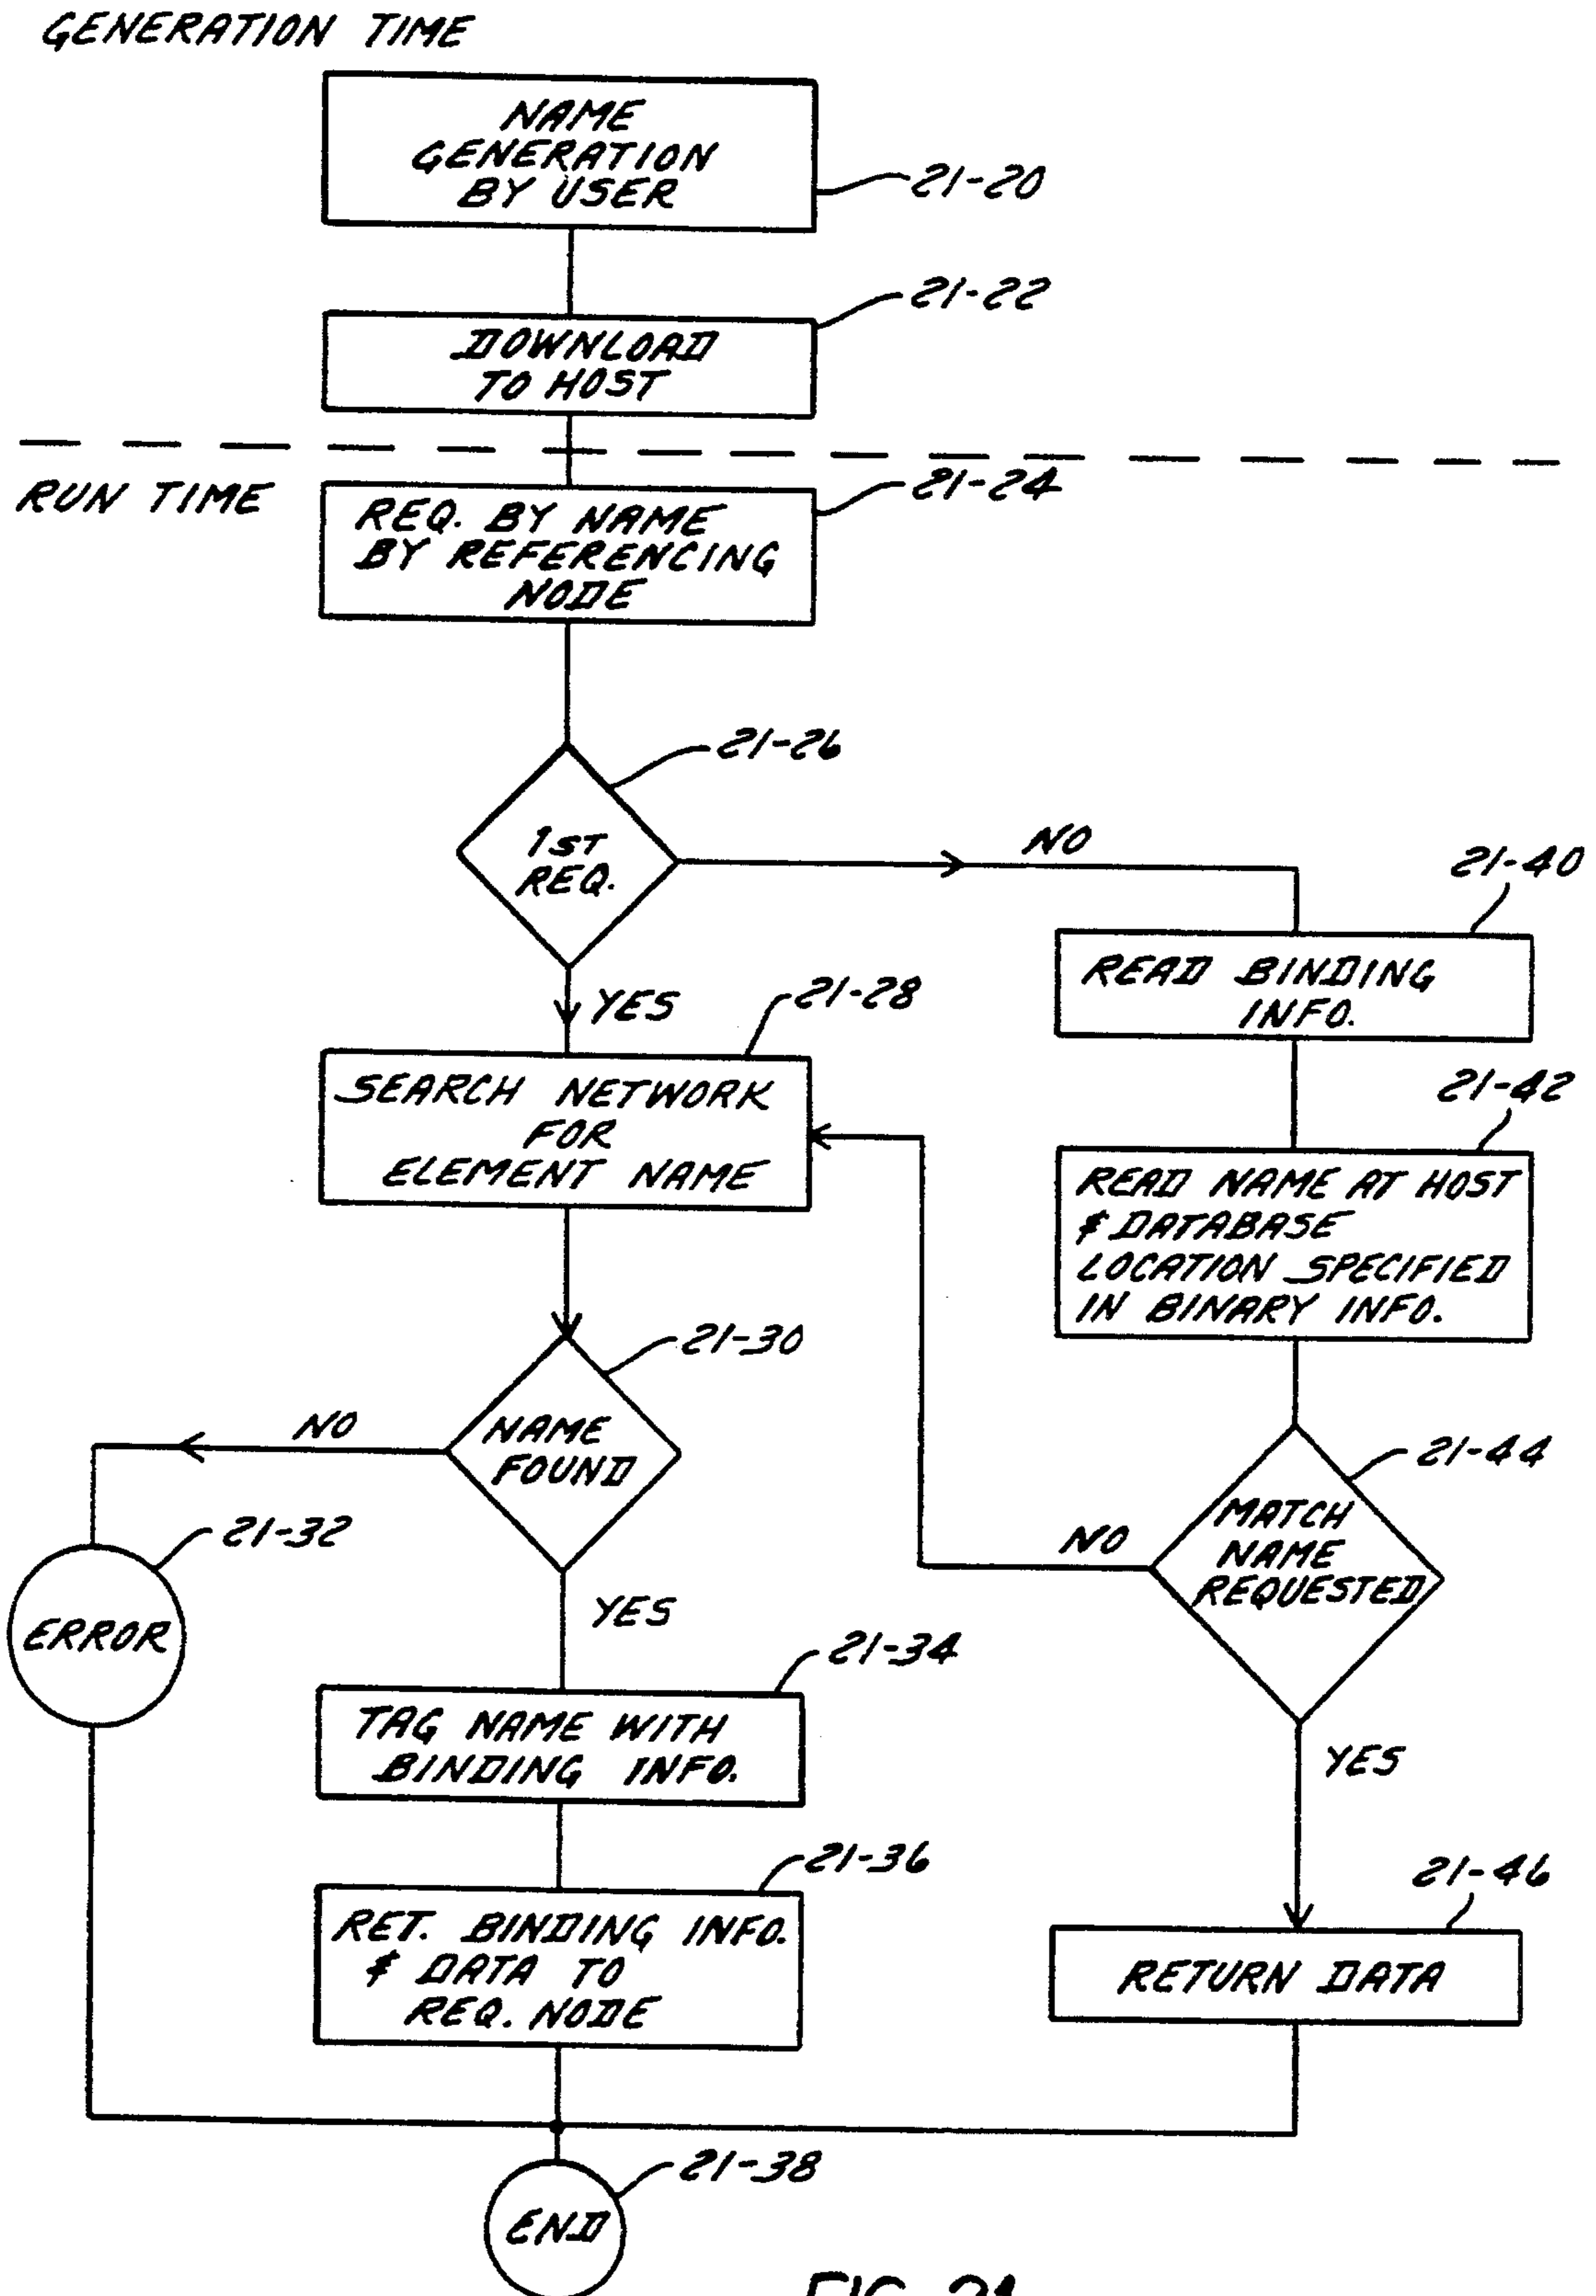 GENERATION TIME
NAME
GENERATION
BY USER
21-20
21-22
DOWNLOAD
TO HOST
RUN TIME
21-24
REQ. BY NAME
BY REFERENCING
NODE
21-26
1ST
REQ.
NO
21-40
READ BINDING
INFO.
YES
21-28
SEARCH NETWORK
FOR
ELEMENT NAME
21-42
READ NAME AT HOST
& DATABASE
LOCATION SPECIFIED
IN BINARY INFO.
21-30
NAME
FOUND
NO
21-32
ERROR
21-44
MATCH
NAME
REQUESTED
NO
YES
21-34
TAG NAME WITH
BINDING INFO.
YES
21-36
RET. BINDING INFO.
& DATA TO
REQ. NODE
21-46
RETURN DATA
21-38
END
FIG. 21